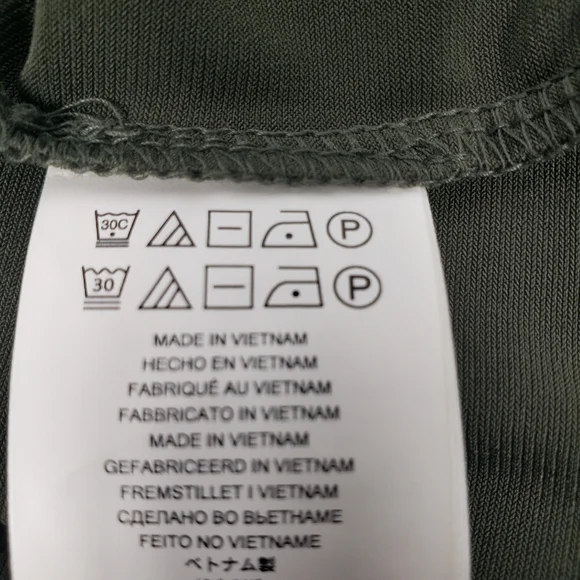 30C P
30 P
MADE IN VIETNAM
HECHO EN VIETNAM
FABRIQUÉ AU VIETNAM
FABBRICATO IN VIETNAM
MADE IN VIETNAM
GEFABRICEERD IN VIETNAM
FREMSTILLET I VIETNAM
СДЕЛАНО ВО ВЬЕТНАМЕ
FEITO NO VIETNAME
ベトナム製